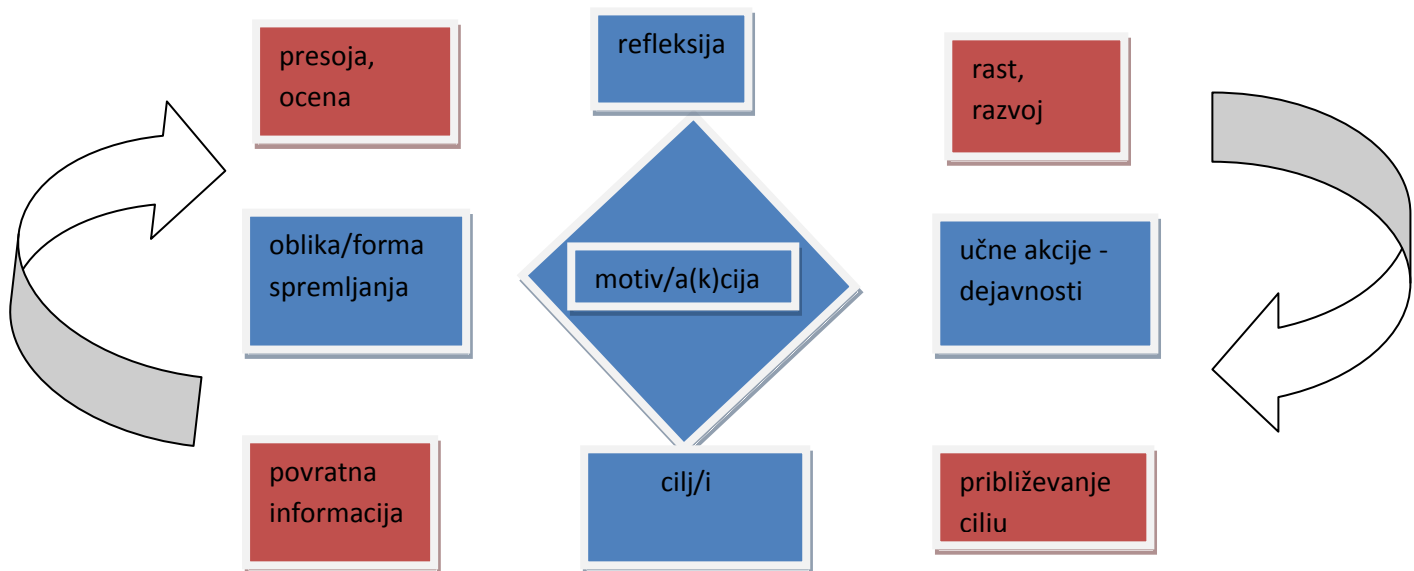 presoja,
ocena
refleksija
rast,
razvoj
oblika/forma
spremljanja
motiv/a(k)cija
učne akcije -
dejavnosti
povratna
informacija
cilj/i
približevanje
ciliu